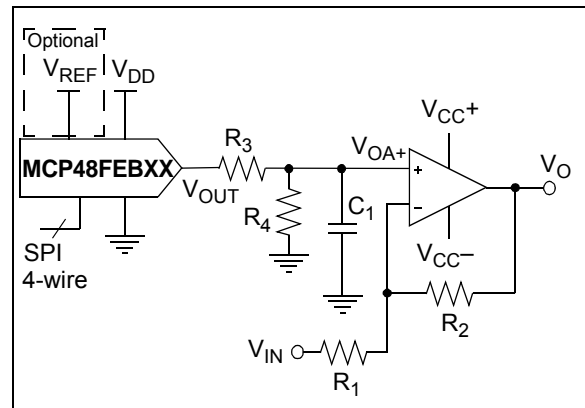 Optional
VREF VDD
VCC+
R3
MCP48FEBXX
VOA+
VO
+
VOUT
–
R4
C1
SPI
4-wire
VCC–
R2
VIN
R1